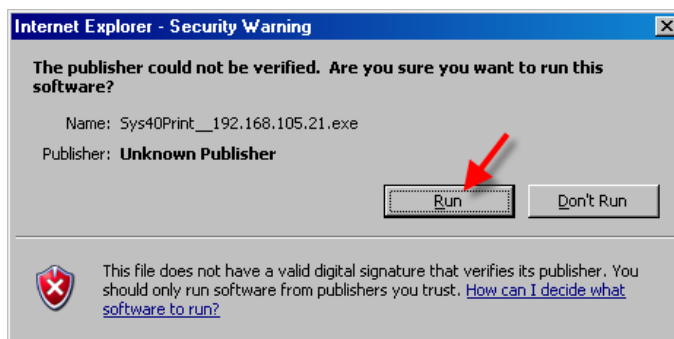 Internet Explorer - Security Warning
The publisher could not be verified. Are you sure you want to run this
software?
Name: Sys40Print__192.168.105.21.exe
Publisher: Unknown Publisher
Run Don't Run
This file does not have a valid digital signature that verifies its publisher. You
should only run software from publishers you trust. How can I decide what
software to run?